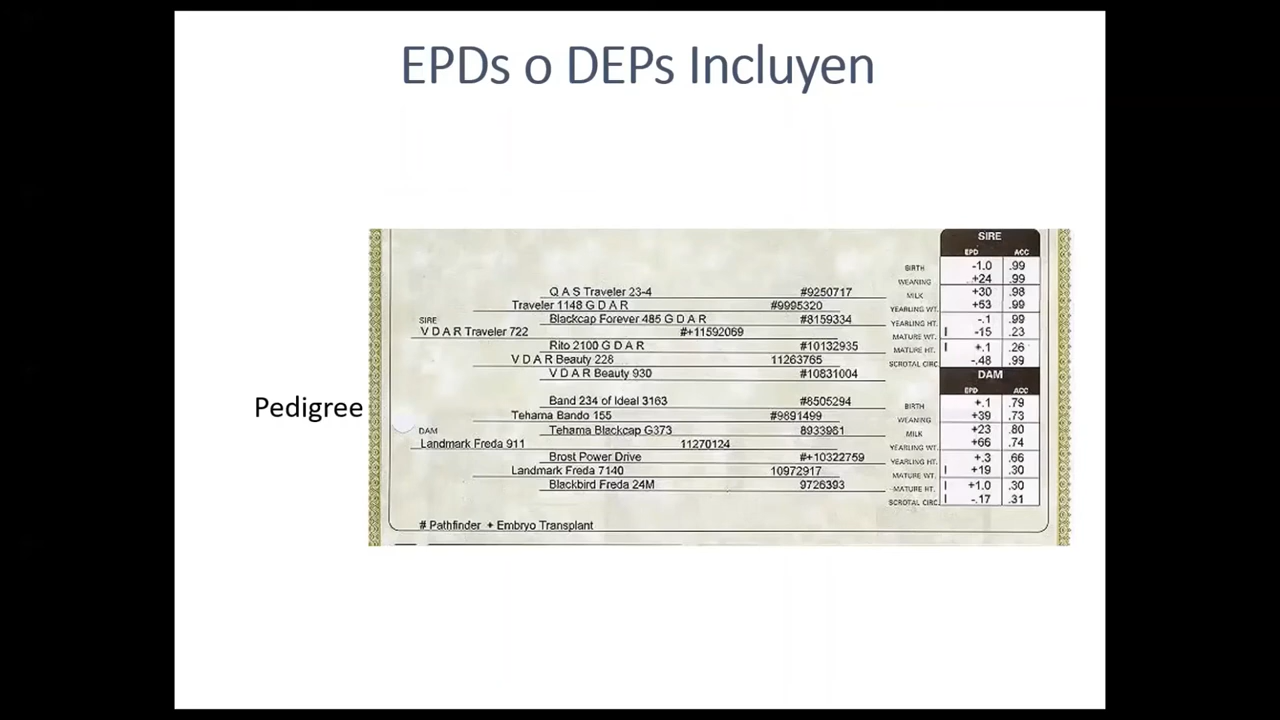 EPDs o DEPs Incluyen
SIRE
EPD ACC
BIRTH -1.0 .99
WEANING +24 .99
Q A S Traveler 23-4 #9250717 MILK +30 .98
Traveler 1148 G D A R #9995320 YEARLING WT. +53 .99
SIRE Blackcap Forever 485 G D A R #8159334 YEARLING HT. -.1 .99
V D A R Traveler 722 #+11592069 MATURE WT. I -15 .23
Rito 2100 G D A R #10132935 MATURE HT. I +.1 .26
V D A R Beauty 228 11263765 SCROTAL CIRC -.48 .99
V D A R Beauty 930 #10831004 DAM
EPD ACC
Band 234 of Ideal 3163 #8505294 BIRTH +.1 .79
Pedigree
Tehama Bando 155 #9891499 WEANING +39 .73
DAM Tehama Blackcap G373 8933961 MILK +23 .80
Landmark Freda 911 11270124 YEARLING WT. +66 .74
Brost Power Drive #+10322759 YEARLING HT. +.3 .66
Landmark Freda 7140 10972917 MATURE WT. I +19 .30
Blackbird Freda 24M 9726393 MATURE HT. I +1.0 .30
SCROTAL CIRC I -.17 .31
# Pathfinder + Embryo Transplant